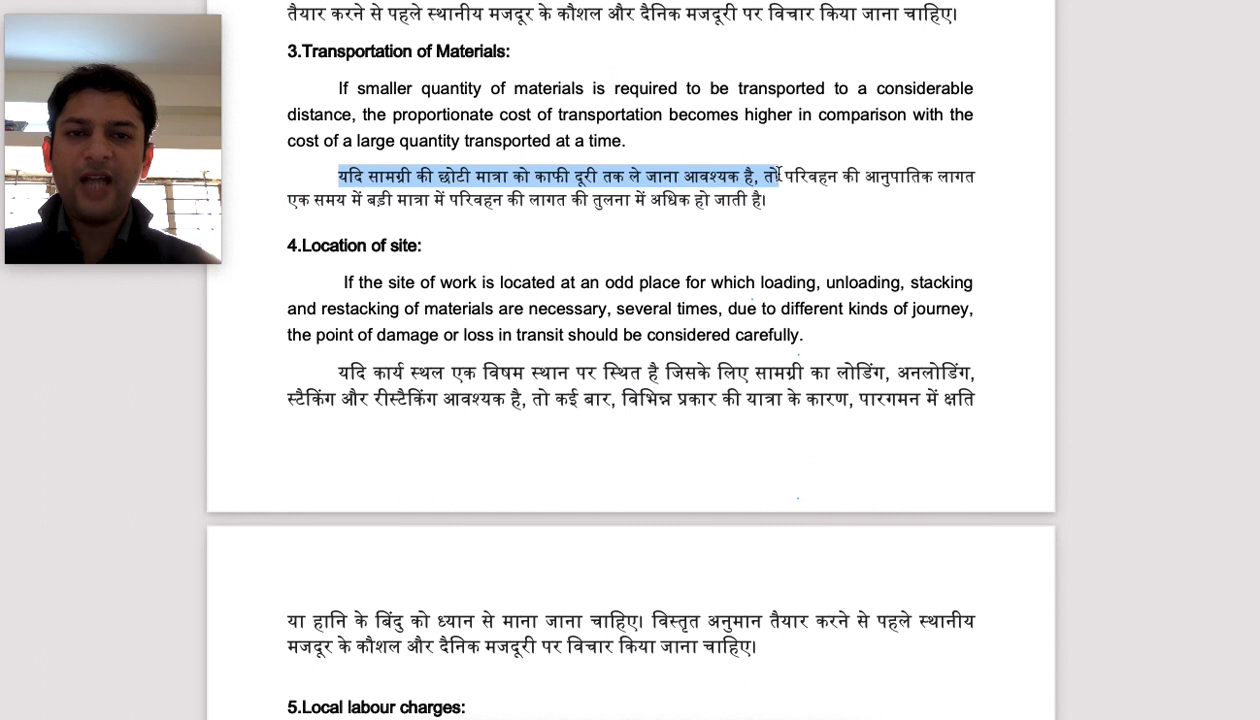 तैयार करने से पहले स्थानीय मजदूर के कौशल और दैनिक मजदूरी पर विचार किया जाना चाहिए।
3.Transportation of Materials:
If smaller quantity of materials is required to be transported to a considerable
distance, the proportionate cost of transportation becomes higher in comparison with the
cost of a large quantity transported at a time.
यदि सामग्री की छोटी मात्रा को काफी दूरी तक ले जाना आवश्यक है, तो परिवहन की आनुपातिक लागत
एक समय में बड़ी मात्रा में परिवहन की लागत की तुलना में अधिक हो जाती है।
4.Location of site:
If the site of work is located at an odd place for which loading, unloading, stacking
and restacking of materials are necessary, several times, due to different kinds of journey,
the point of damage or loss in transit should be considered carefully.
यदि कार्य स्थल एक विषम स्थान पर स्थित है जिसके लिए सामग्री का लोडिंग, अनलोडिंग,
स्टैकिंग और रीस्टैकिंग आवश्यक है, तो कई बार, विभिन्न प्रकार की यात्रा के कारण, पारगमन में क्षति
या हानि के बिंदु को ध्यान से माना जाना चाहिए। विस्तृत अनुमान तैयार करने से पहले स्थानीय
मजदूर के कौशल और दैनिक मजदूरी पर विचार किया जाना चाहिए।
5.Local labour charges: